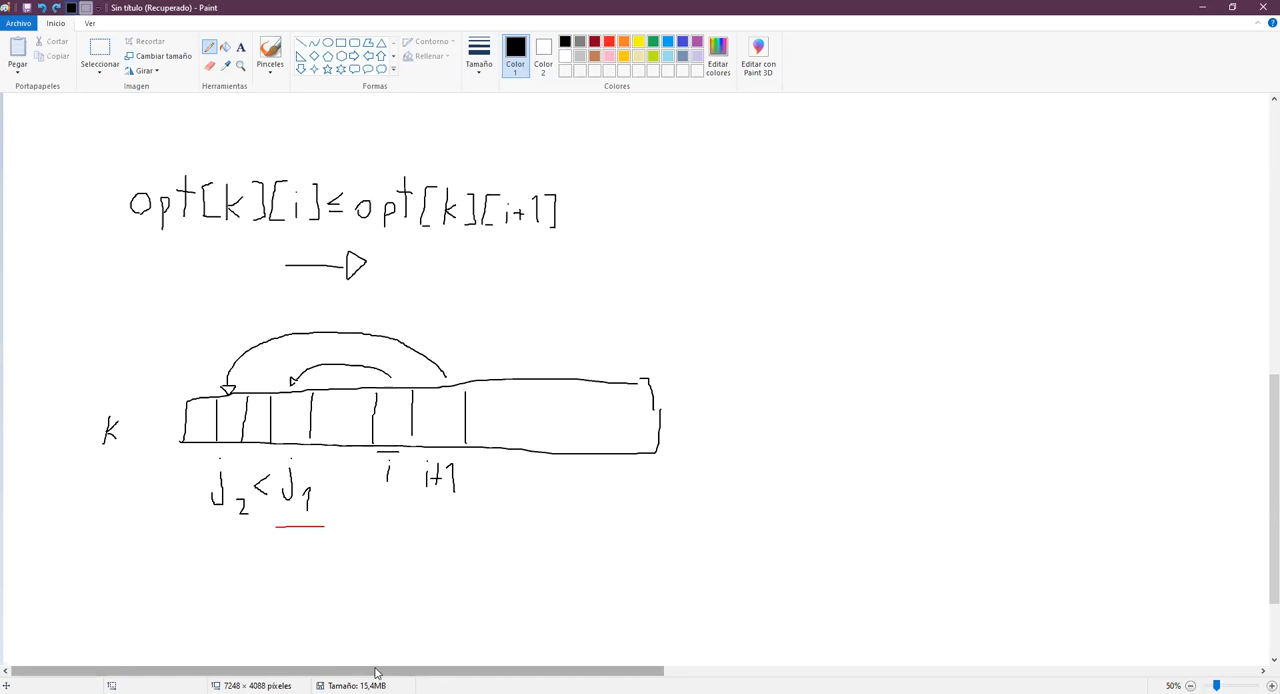 Sin título (Recuperado) - Paint
Archivo Inicio Ver
Pegar
Cortar
Copiar
Portapapeles
Seleccionar
Recortar
Cambiar tamaño
Girar
Imagen
A
Herramientas
Pinceles
Contorno
Rellenar
Formas
Tamaño
Color 1
Color 2
Editar colores
Colores
Editar con Paint 3D
opt[k][i] ≤ opt[k][i+1]
k
i i+1
j2 < j1
7248 × 4088 píxeles Tamaño: 15,4MB 50%